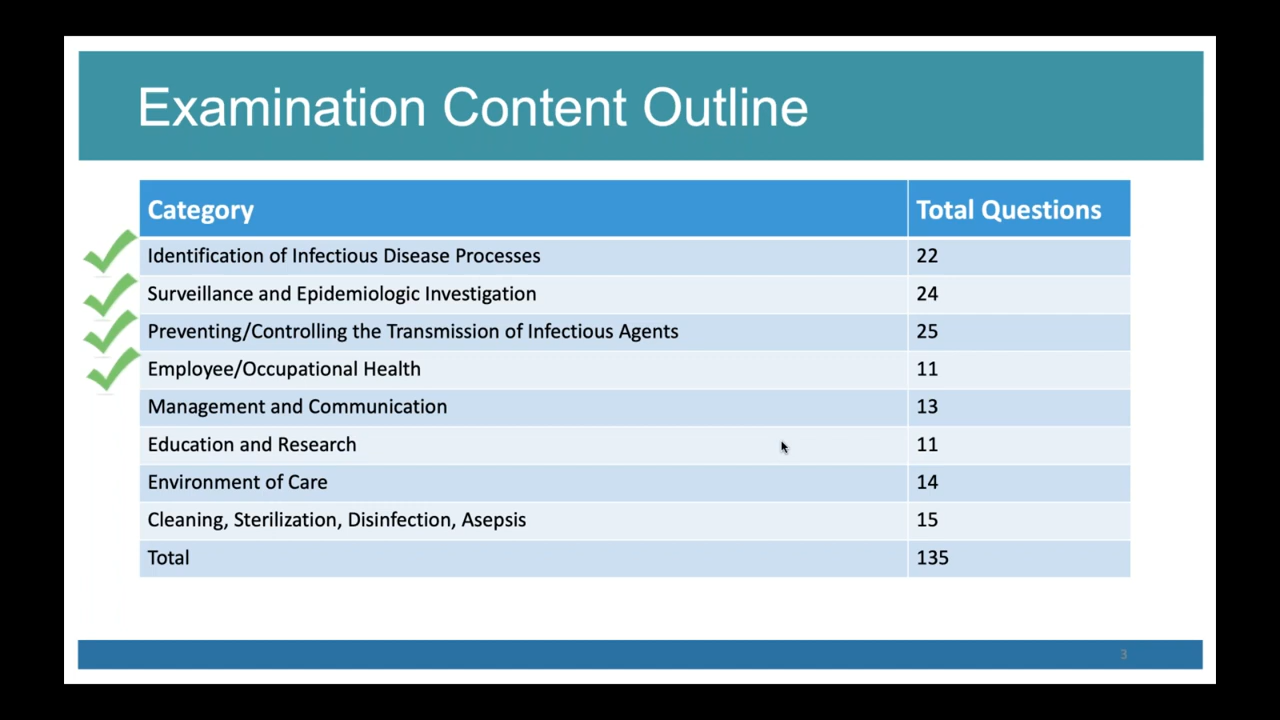 Examination Content Outline
Category Total Questions
Identification of Infectious Disease Processes 22
Surveillance and Epidemiologic Investigation 24
Preventing/Controlling the Transmission of Infectious Agents 25
Employee/Occupational Health 11
Management and Communication 13
Education and Research 11
Environment of Care 14
Cleaning, Sterilization, Disinfection, Asepsis 15
Total 135
3